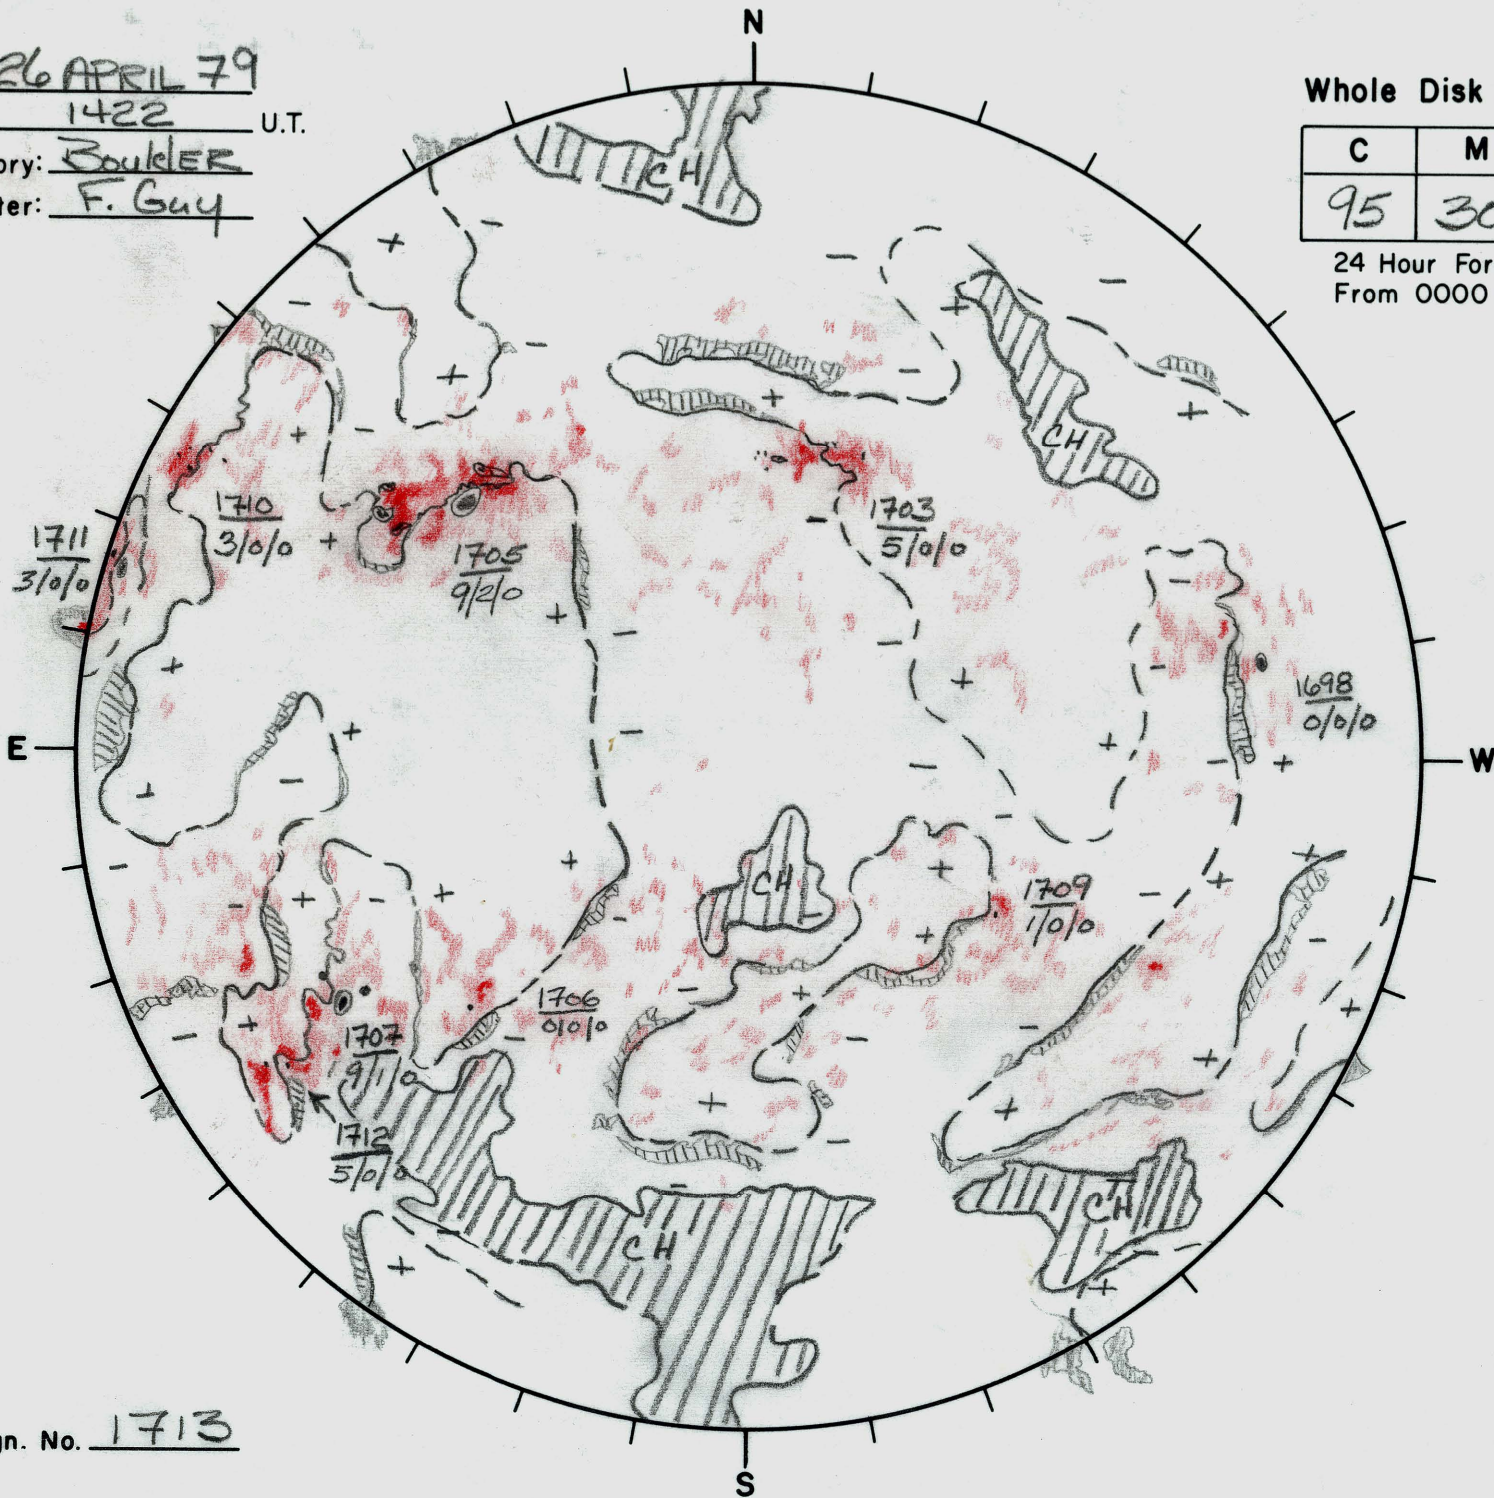 N
26 APRIL 79
1422 U.T.
ory: BouldER
ter: F. Guy
Whole Disk
C M
95 30
24 Hour For
From 0000
CH
CH
1710
3/0/0
1711
3/0/0
1705
9/2/0
1703
5/0/0
1698
0/0/0
E
W
CH
1709
1/0/0
1706
0/0/0
1707
9/1/0
1712
5/0/0
CH
CH
gn. No. 1713
S